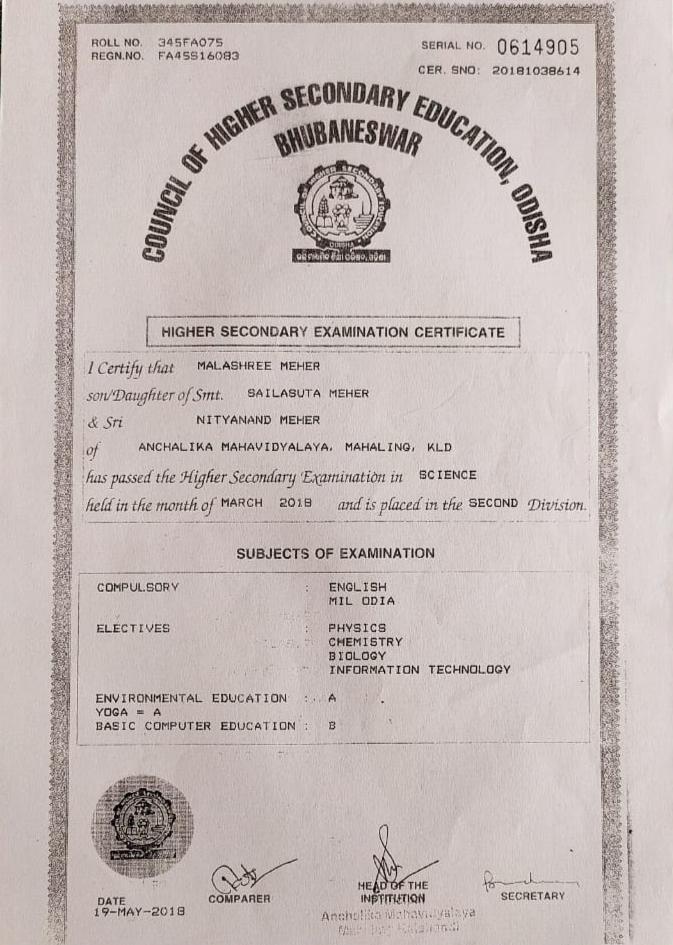 ROLL NO. 345FA075
REGN.NO. FA45S16083
SERIAL NO. 0614905
CER. SNO: 20181038614
COUNCIL OF HIGHER SECONDARY EDUCATION, ODISHA
BHUBANESWAR
ODISHA
HIGHER SECONDARY EXAMINATION CERTIFICATE
I Certify that MALASHREE MEHER
son/Daughter of Smt. SAILASUTA MEHER
& Sri NITYANAND MEHER
of ANCHALIKA MAHAVIDYALAYA, MAHALING, KLD
has passed the Higher Secondary Examination in SCIENCE
held in the month of MARCH 2018 and is placed in the SECOND Division.
SUBJECTS OF EXAMINATION
COMPULSORY : ENGLISH
MIL ODIA
ELECTIVES : PHYSICS
CHEMISTRY
BIOLOGY
INFORMATION TECHNOLOGY
ENVIRONMENTAL EDUCATION : A
YOGA = A
BASIC COMPUTER EDUCATION : B
DATE
19-MAY-2018
COMPARER
HEAD OF THE
INSTITUTION
Anchalika Mahavidyalaya
SECRETARY